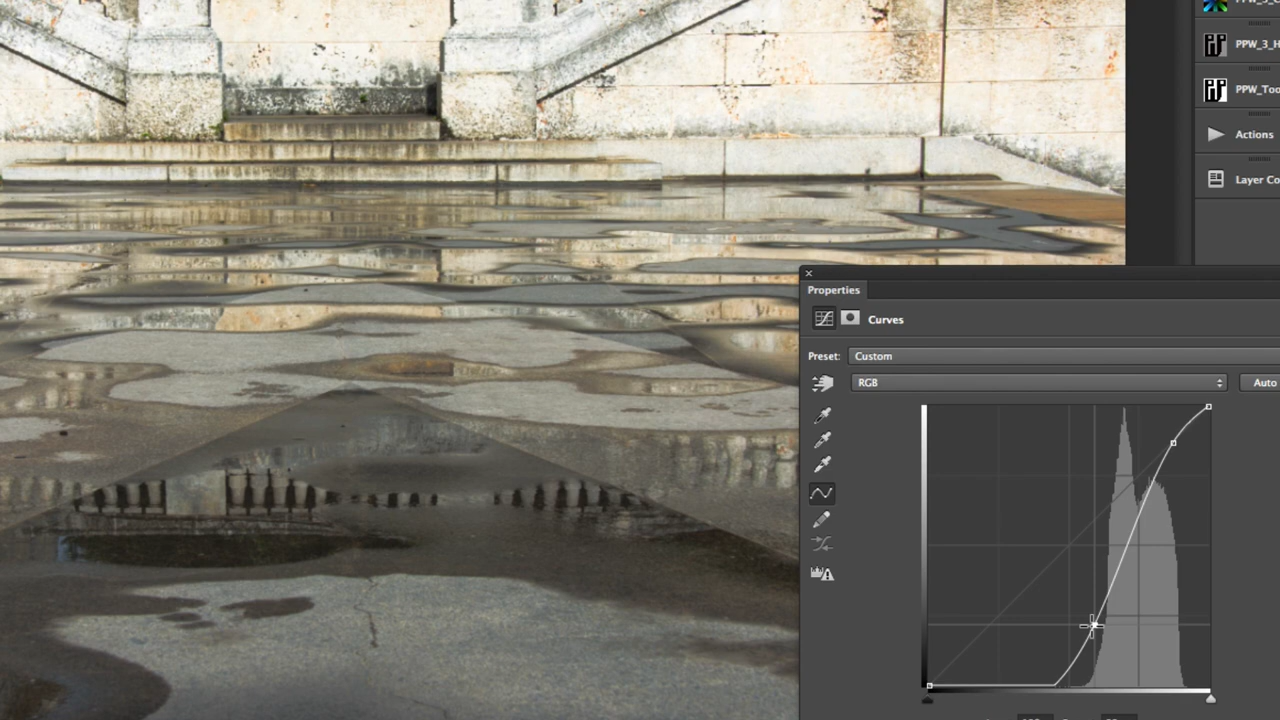 PPW_3_H
PPW_Too
Actions
Layer Co
Properties
Curves
Preset: Custom
RGB
Auto